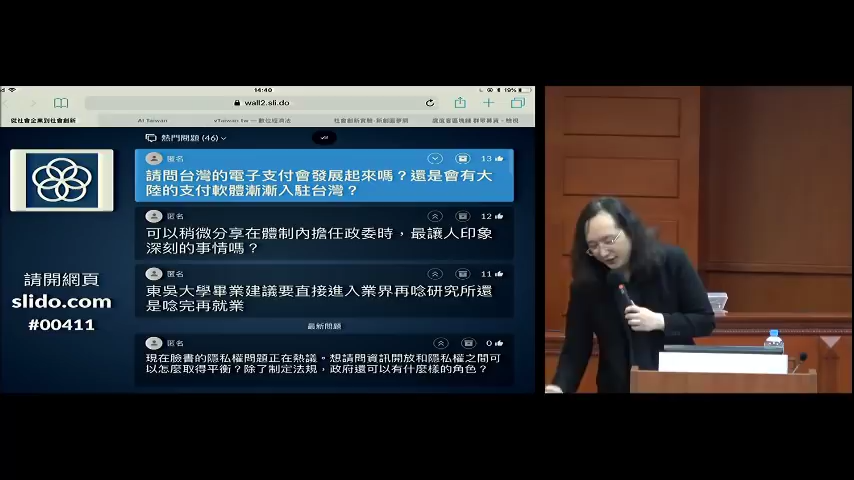 14:40
19%
wall2.sli.do
從社會企業到社會創新
AI Taiwan
vTaiwan.tw — 數位經濟法
熱門問題 (46)
匿名
13
請問台灣的電子支付會發展起來嗎？還是會有大
陸的支付軟體漸漸入駐台灣？
匿名
12
可以稍微分享在體制內擔任政委時，最讓人印象
深刻的事情嗎？
請開網頁
slido.com
#00411
匿名
11
東吳大學畢業建議要直接進入業界再唸研究所還
是唸完再就業
最新問題
匿名
0
現在臉書的隱私權問題正在熱議。想請問資訊開放和隱私權之間可
以怎麼取得平衡？除了制定法規，政府還可以有什麼樣的角色？